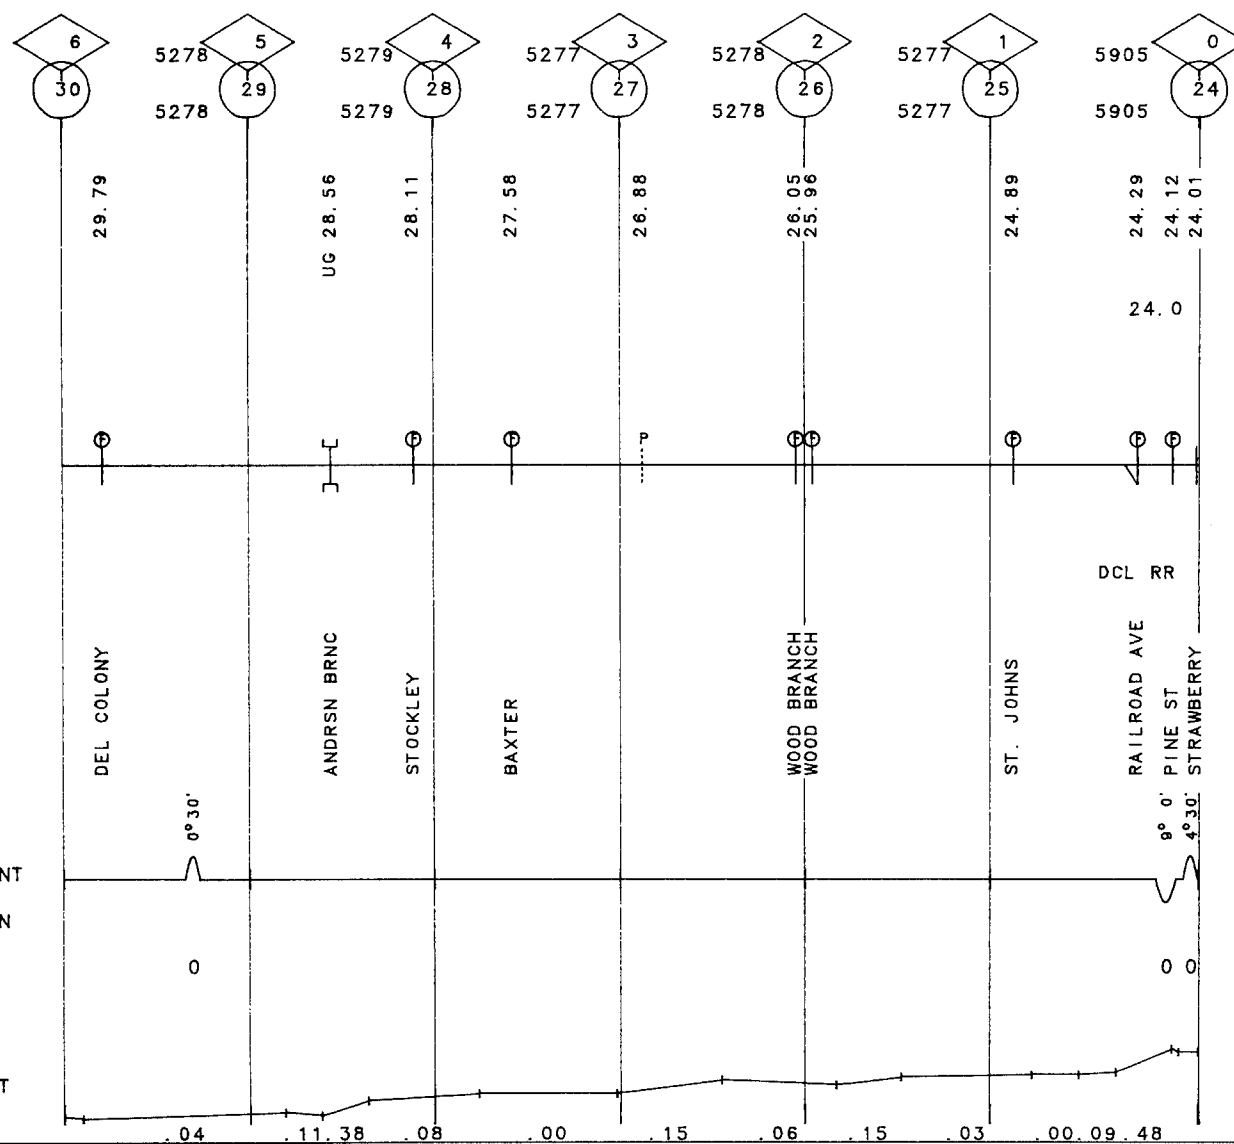 6 5 4 3 2 1 0
5278 5279 5277 5278 5277 5905
30 29 28 27 26 25 24
5278 5279 5277 5278 5277 5905
29.79
UG 28.56
28.11
27.58
26.88
26.05
25.96
24.89
24.29
24.12
24.01
24.0
F F F P F F F F F
DCL RR
DEL COLONY
ANDRSN BRNC
STOCKLEY
BAXTER
WOOD BRANCH
WOOD BRANCH
ST. JOHNS
RAILROAD AVE
PINE ST
STRAWBERRY
0°30'
9° 0'
4°30'
NT
N
0 0 0
T
.04 .11.38 .08 .00 .15 .06 .15 .03 .00.09.48